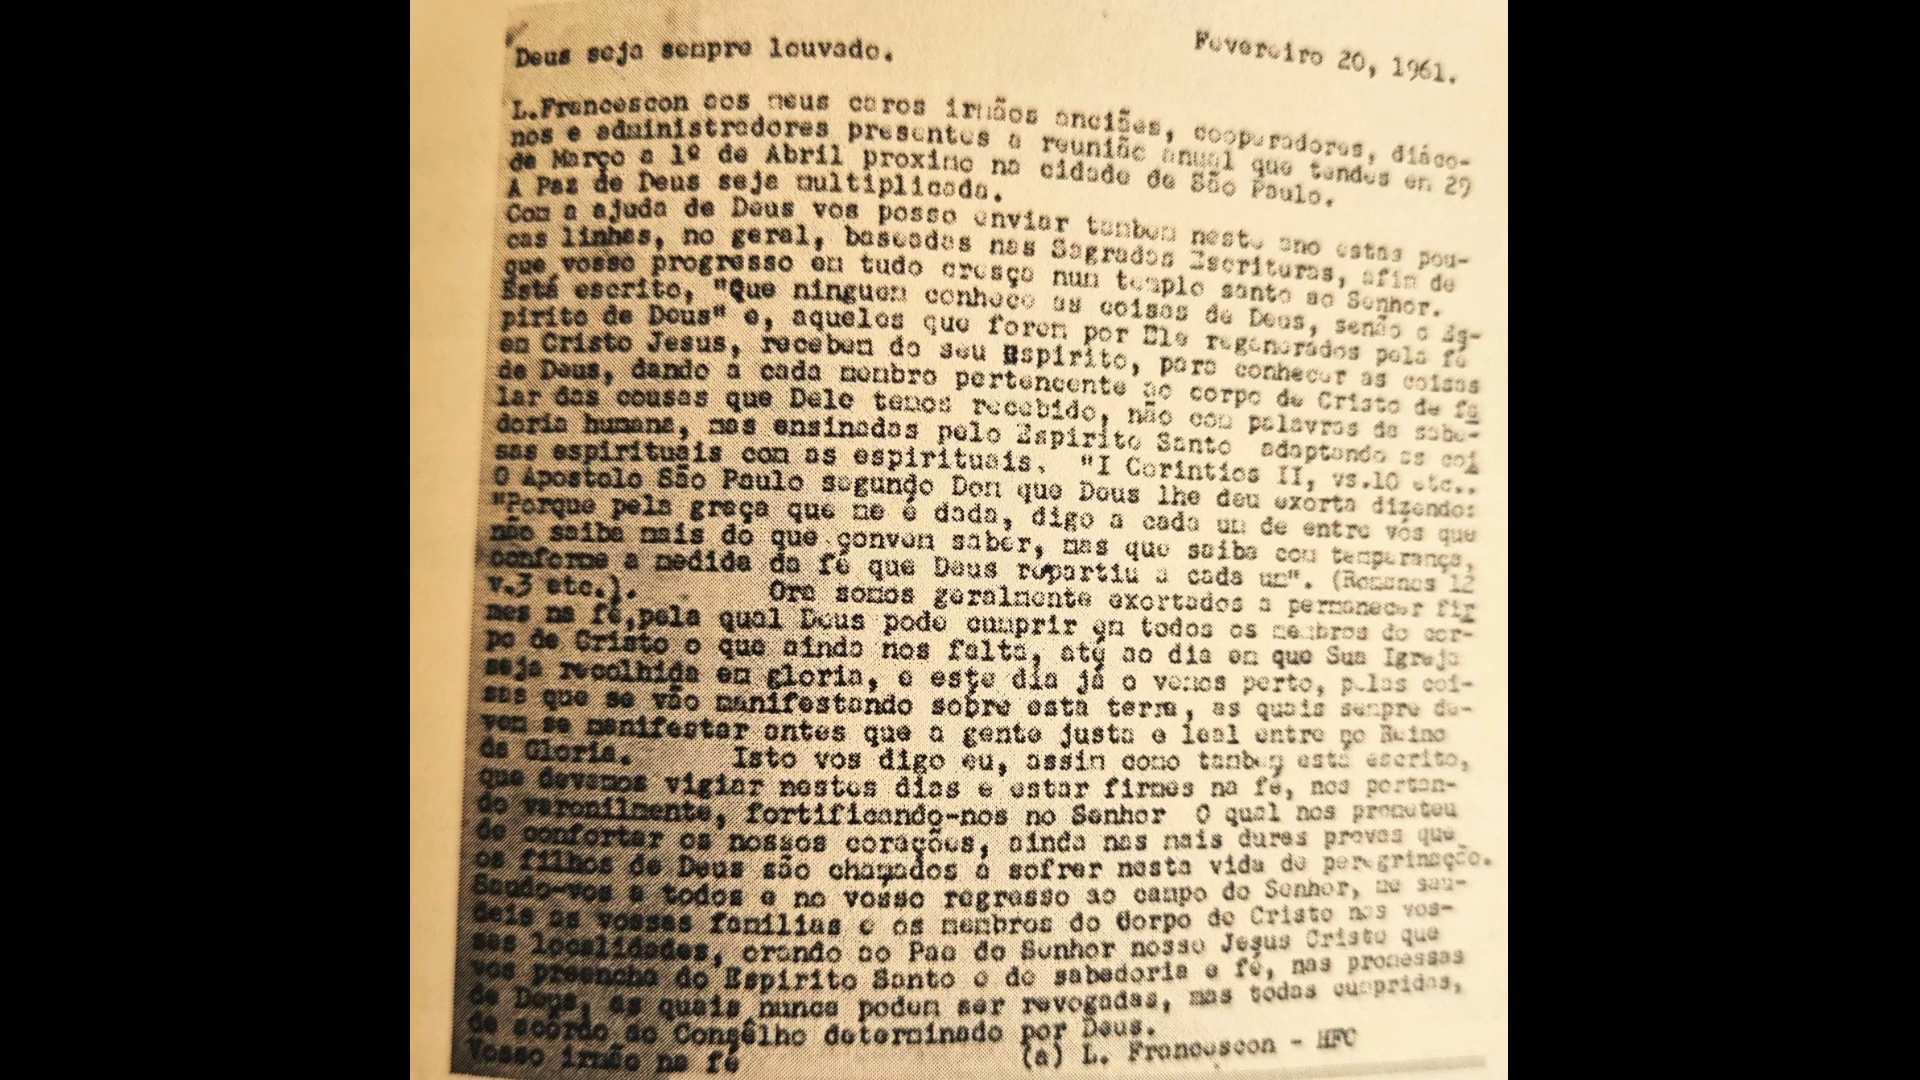 Deus seja sempre louvado.
Fevereiro 20, 1961.
L.Francescon aos meus caros irmãos anciães, cooperadores, diáco-
nos e administradores presentes a reunião anual que tendes em 29
de Março a 1º de Abril proximo na cidade de São Paulo.
A Paz de Deus seja multiplicada.
Com a ajuda de Deus vos posso enviar tambem neste ano estas pou-
cas linhas, no geral, baseadas nas Sagradas Escrituras, afim de
que vosso progresso em tudo cresça num templo santo ao Senhor.
Está escrito, "Que ninguem conhece as coisas de Deus, senão o Es-
pirito de Deus" e, aquelos que forem por Ele regenerados pela fé
em Cristo Jesus, recebem do seu Espirito, para conhecer as coisas
de Deus, dando a cada membro pertencente ao corpo de Cristo de fa
lar das cousas que Dele temos recebido, não com palavras da sabe-
doria humana, mas ensinadas pelo Espirito Santo adaptando as coi
sas espirituais com as espirituais. "I Corintios II, vs.10 etc..
O Apostolo São Paulo segundo Dom que Deus lhe deu exorta dizendo:
"Porque pela graça que me é dada, digo a cada um de entre vós que
não saiba mais do que convem saber, mas que saiba com temperança,
conforme a medida da fé que Deus repartiu a cada um". (Romanos 12
v.3 etc.). Ora somos geralmente exortados a permanecer fir
mes na fé,pela qual Deus pode cumprir em todos os membros do cor-
po de Cristo o que ainda nos falta, até ao dia em que Sua Igreja
seja recolhida em gloria, e este dia já o vemos perto, pelas coi-
sas que se vão manifestando sobre esta terra, as quais sempre de-
vem se manifestar antes que a gente justa e leal entre no Reino
da Gloria. Isto vos digo eu, assim como tambem está escrito,
que devemos vigiar nestes dias e estar firmes na fé, nos portan-
do varonilmente, fortificando-nos no Senhor O qual nos prometeu
de confortar os nossos corações, ainda nas mais dures provas que
os filhos de Deus são chamados a sofrer nesta vida de peregrinação.
Saudo-vos a todos e no vosso regresso ao campo do Senhor, me sau-
deis as vossas familias e os membros do Corpo de Cristo nas vos-
sas localidades, orando ao Pae do Senhor nosso Jesus Cristo que
vos preencha do Espirito Santo e de sabedoria e fé, nas promessas
de Deus, as quais nunca podem ser revogadas, mas todas cumpridas,
de acôrdo ao Consêlho determinado por Deus.
Vosso irmão na fé (a) L. Francescon - HFC